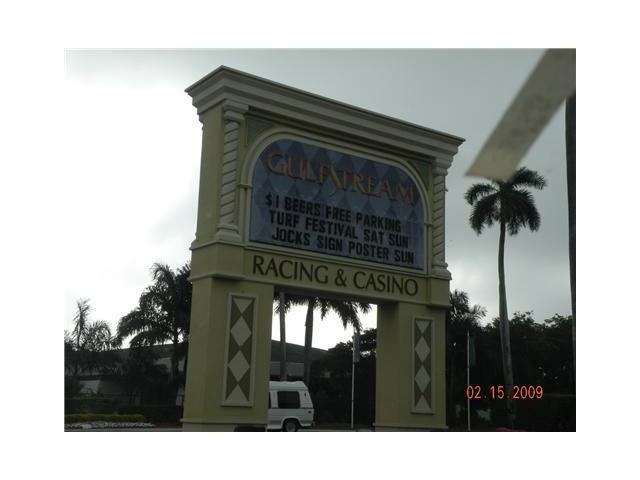 GULFSTREAM
$1 BEERS FREE PARKING
TURF FESTIVAL SAT SUN
JOCKS SIGN POSTER SUN
RACING & CASINO
02.15.2009